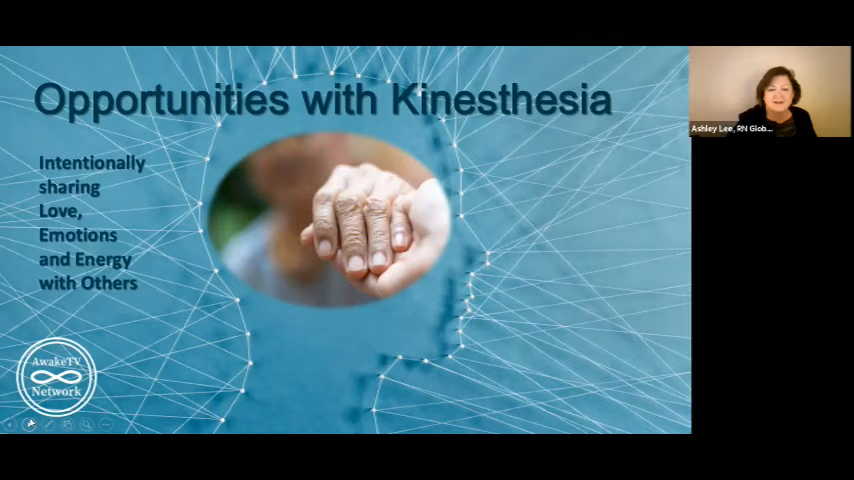 Opportunities with Kinesthesia
Intentionally
sharing
Love,
Emotions
and Energy
with Others
AwakeTV
Network
Ashley Lee, RN Glob...